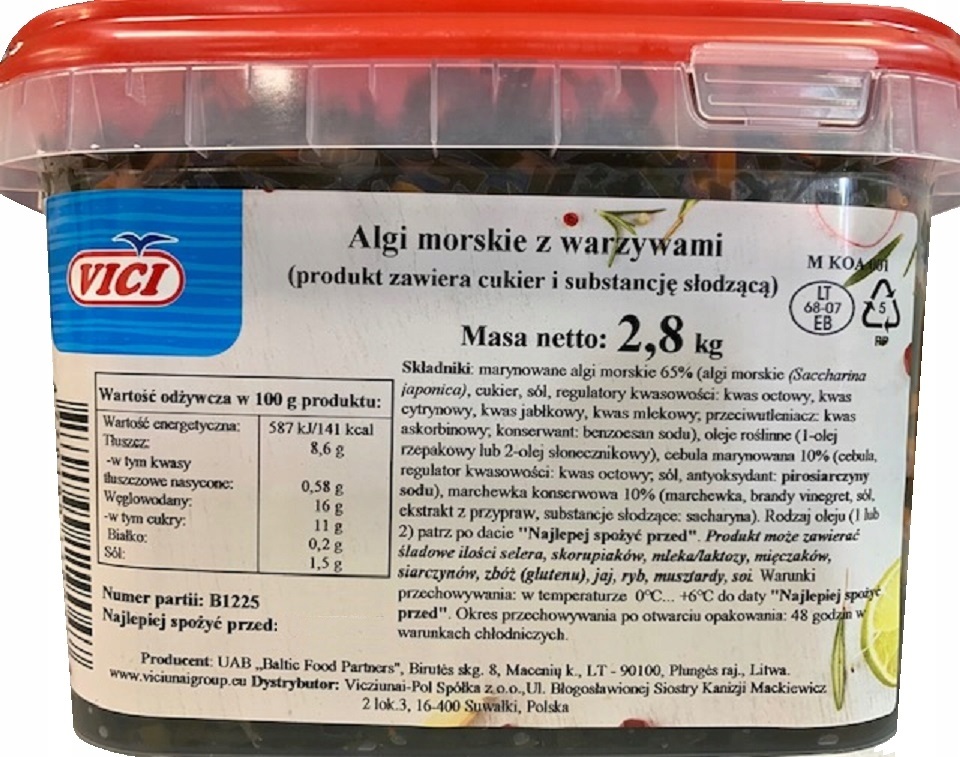 VICI
Algi morskie z warzywami
(produkt zawiera cukier i substancję słodzącą)
M KOA 001
LT
68-07
EB
5
PP
Masa netto: 2,8 kg
Składniki: marynowane algi morskie 65% (algi morskie (Saccharina
japonica), cukier, sól, regulatory kwasowości: kwas octowy, kwas
cytrynowy, kwas jabłkowy, kwas mlekowy; przeciwutleniacz: kwas
askorbinowy; konserwant: benzoesan sodu), oleje roślinne (1-olej
rzepakowy lub 2-olej słonecznikowy), cebula marynowana 10% (cebula,
regulator kwasowości: kwas octowy; sól, antyoksydant: pirosiarczyny
sodu), marchewka konserwowa 10% (marchewka, brandy vinegret, sól,
ekstrakt z przypraw, substancje słodzące: sacharyna). Rodzaj oleju (1 lub
2) patrz po dacie "Najlepej spożyć przed". Produkt może zawierać
śladowe ilości selera, skorupiaków, mleka/laktozy, mięczaków,
siarczynów, zbóż (glutenu), jaj, ryb, musztardy, soi. Warunki
przechowywania: w temperaturze 0°C... +6°C do daty "Najlepiej spożyć
przed". Okres przechowywania po otwarciu opakowania: 48 godzin w
warunkach chłodniczych.
Wartość odżywcza w 100 g produktu:
Wartość energetyczna: 587 kJ/141 kcal
Tłuszcz: 8,6 g
-w tym kwasy
tłuszczowe nasycone: 0,58 g
Węglowodany: 16 g
-w tym cukry: 11 g
Białko: 0,2 g
Sól: 1,5 g
Numer partii: B1225
Najlepiej spożyć przed:
Producent: UAB „Baltic Food Partners", Birutės skg. 8, Macenių k., LT - 90100, Plungės raj., Litwa.
www.viciunaigroup.eu Dystrybutor: Vicziunai-Pol Spółka z.o.o.,Ul. Błogosławionej Siostry Kanizji Mackiewicz
2 lok.3, 16-400 Suwałki, Polska